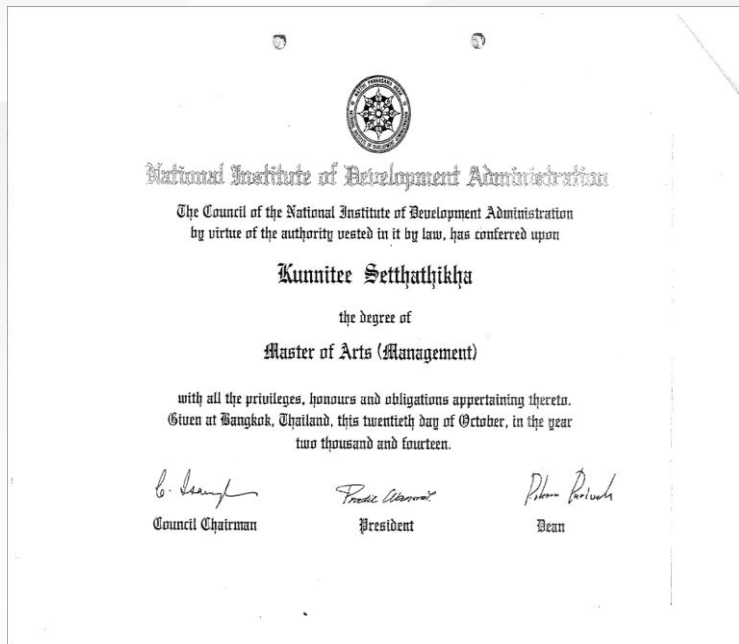 National Institute of Development Administration
The Council of the National Institute of Development Administration
by virtue of the authority vested in it by law, has conferred upon
Kunnitee Setthathikha
the degree of
Master of Arts (Management)
with all the privileges, honours and obligations appertaining thereto.
Given at Bangkok, Thailand, this twentieth day of October, in the year
two thousand and fourteen.
Council Chairman
President
Dean